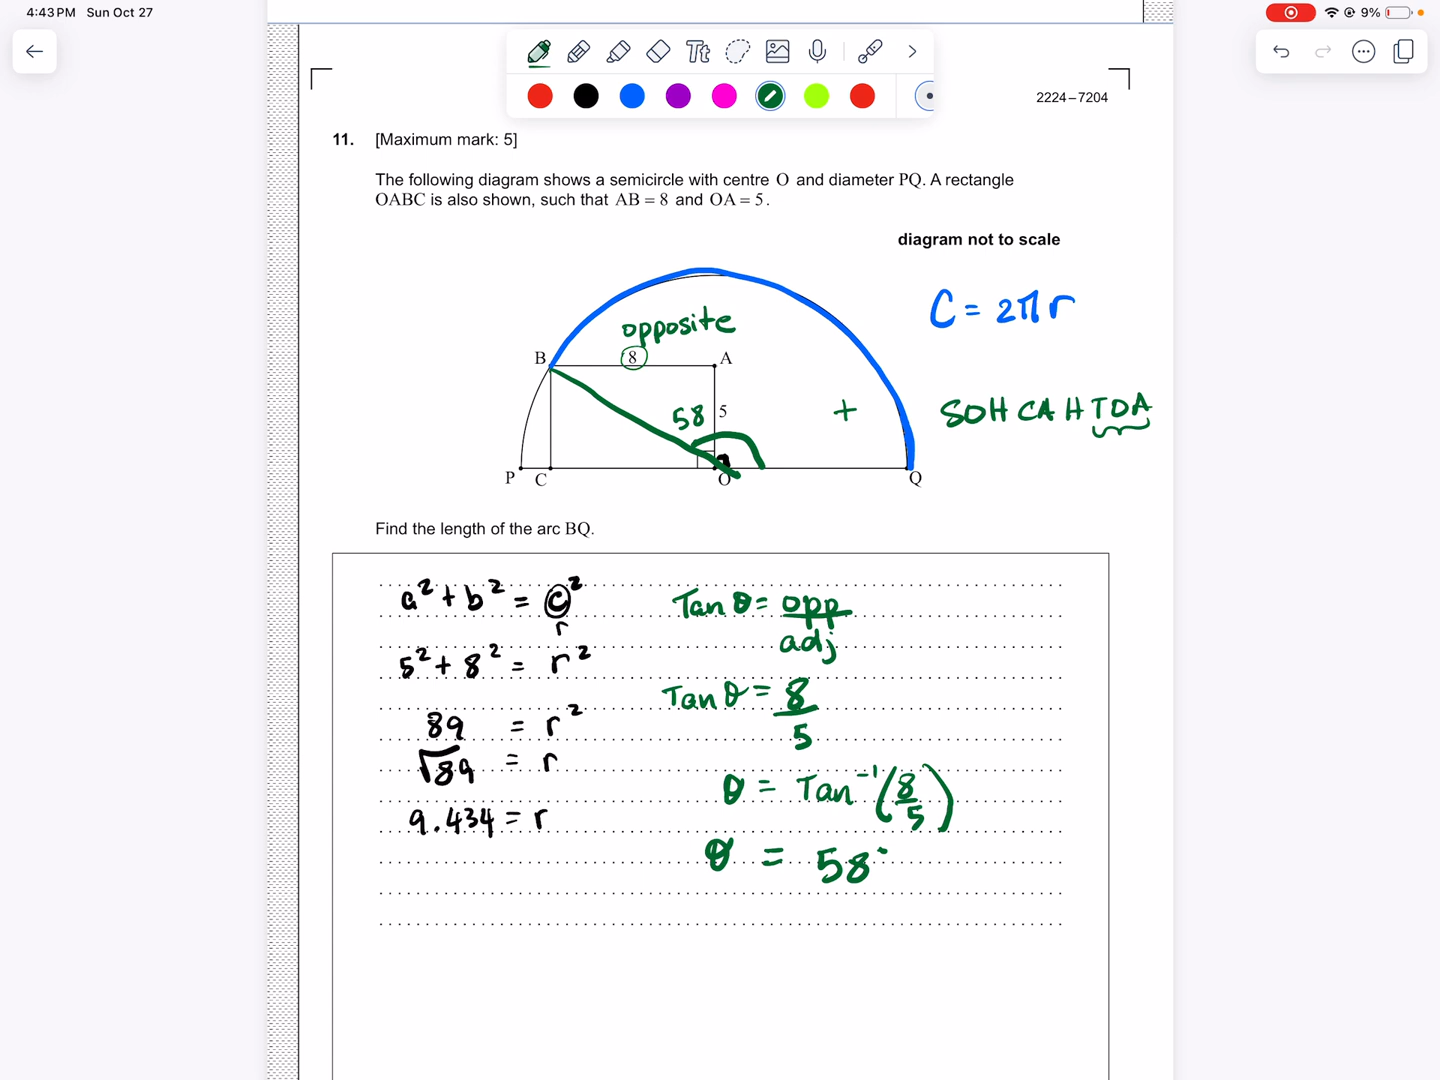 4:43 PM Sun Oct 27
9%
Tt
2224–7204
11. [Maximum mark: 5]
The following diagram shows a semicircle with centre O and diameter PQ. A rectangle
OABC is also shown, such that AB = 8 and OA = 5.
diagram not to scale
C = 2πr
opposite
B 8 A
58 5 +
SOH CAH TOA
P C O Q
Find the length of the arc BQ.
a² + b² = c²
r
5² + 8² = r²
89 = r²
√89 = r
9.434 = r
Tan θ = opp
adj
Tan θ = 8
5
θ = Tan⁻¹(8/5)
θ = 58°